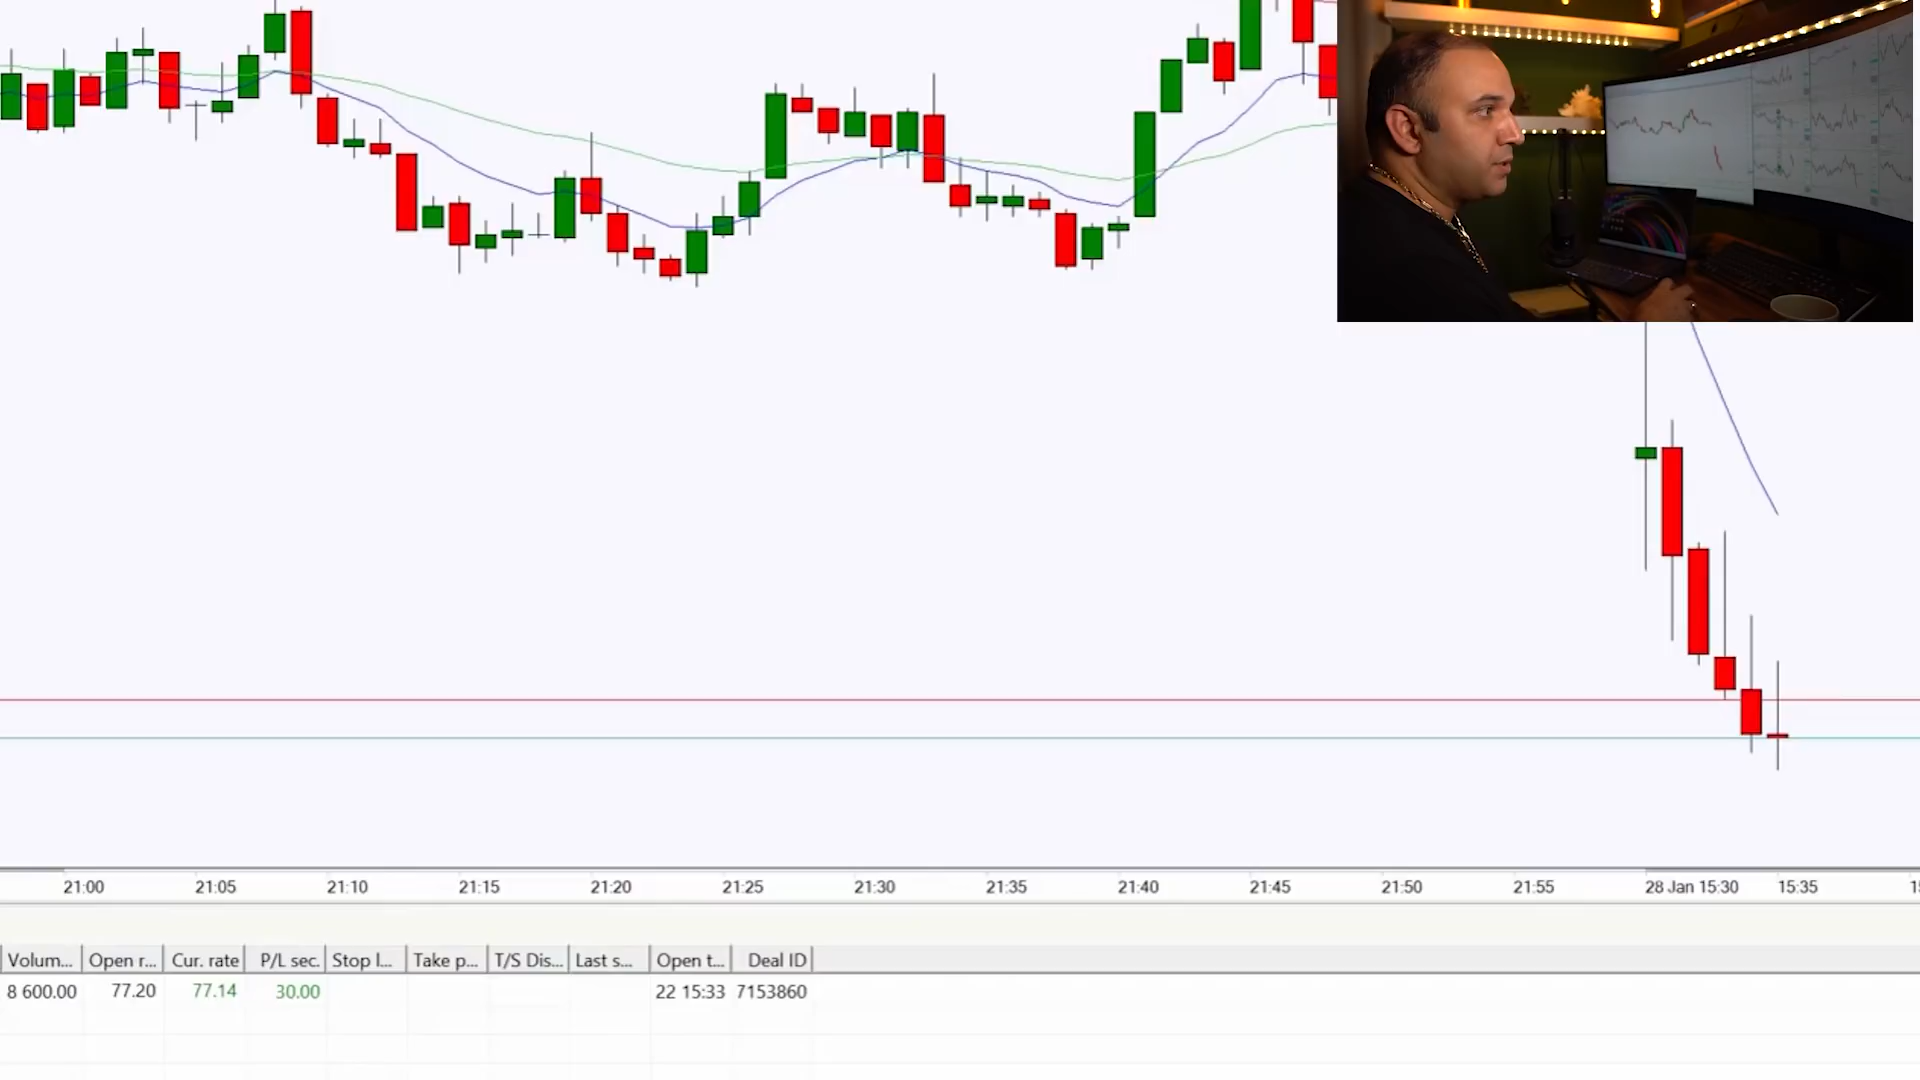 21:00 21:05 21:10 21:15 21:20 21:25 21:30 21:35 21:40 21:45 21:50 21:55 28 Jan 15:30 15:35
Volum... Open r... Cur. rate P/L sec. Stop l... Take p... T/S Dis... Last s... Open t... Deal ID
8 600.00 77.20 77.14 30.00 22 15:33 7153860